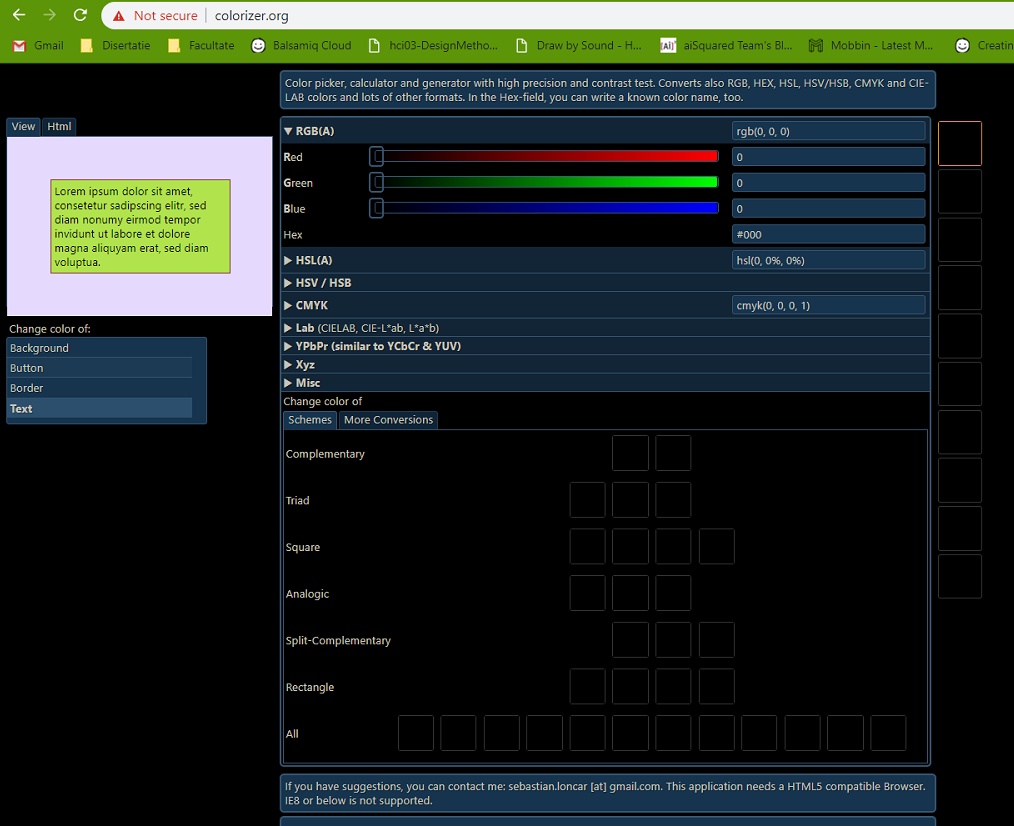 Not secure | colorizer.org
Gmail Disertatie Facultate Balsamiq Cloud hci03-DesignMetho... Draw by Sound - H... [Ai] aiSquared Team's Bl... Mobbin - Latest M... Creatin
Color picker, calculator and generator with high precision and contrast test. Converts also RGB, HEX, HSL, HSV/HSB, CMYK and CIE-
LAB colors and lots of other formats. In the Hex-field, you can write a known color name, too.
View Html
Lorem ipsum dolor sit amet,
consetetur sadipscing elitr, sed
diam nonumy eirmod tempor
invidunt ut labore et dolore
magna aliquyam erat, sed diam
voluptua.
Change color of:
Background
Button
Border
Text
RGB(A) rgb(0, 0, 0)
Red 0
Green 0
Blue 0
Hex #000
HSL(A) hsl(0, 0%, 0%)
HSV / HSB
CMYK cmyk(0, 0, 0, 1)
Lab (CIELAB, CIE-L*ab, L*a*b)
YPbPr (similar to YCbCr & YUV)
Xyz
Misc
Change color of
Schemes More Conversions
Complementary
Triad
Square
Analogic
Split-Complementary
Rectangle
All
If you have suggestions, you can contact me: sebastian.loncar [at] gmail.com. This application needs a HTML5 compatible Browser.
IE8 or below is not supported.